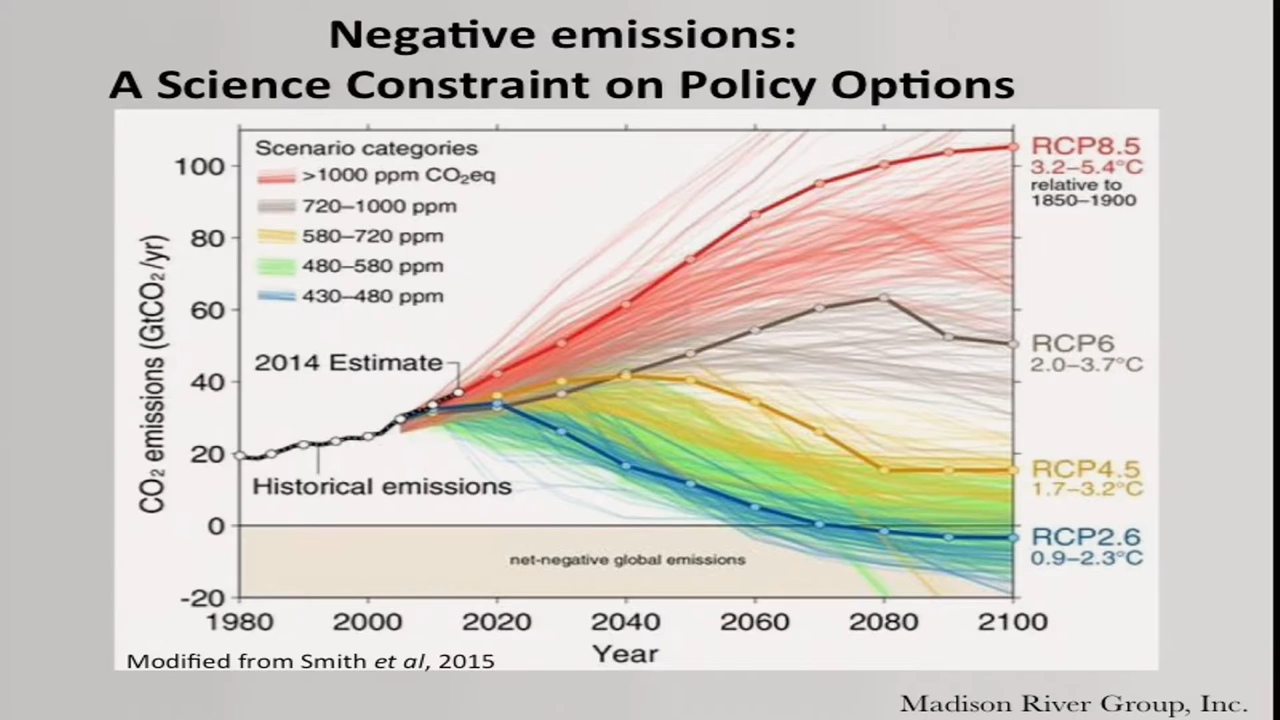 Negative emissions:
A Science Constraint on Policy Options
Scenario categories
>1000 ppm CO₂eq
720–1000 ppm
580–720 ppm
480–580 ppm
430–480 ppm
2014 Estimate
Historical emissions
net-negative global emissions
CO₂ emissions (GtCO₂/yr)
100
80
60
40
20
0
-20
1980 2000 2020 2040 2060 2080 2100
Year
RCP8.5
3.2–5.4°C
relative to
1850–1900
RCP6
2.0–3.7°C
RCP4.5
1.7–3.2°C
RCP2.6
0.9–2.3°C
Modified from Smith et al, 2015
Madison River Group, Inc.